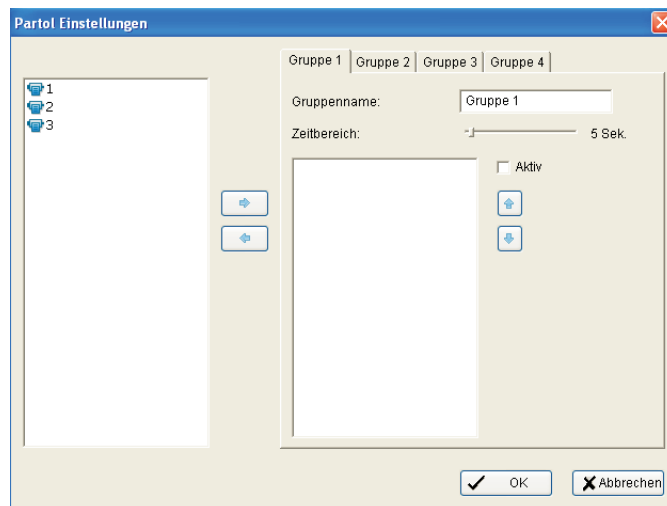 Partol Einstellungen
1
2
3
Gruppe 1 Gruppe 2 Gruppe 3 Gruppe 4
Gruppenname: Gruppe 1
Zeitbereich: 5 Sek.
Aktiv
OK Abbrechen